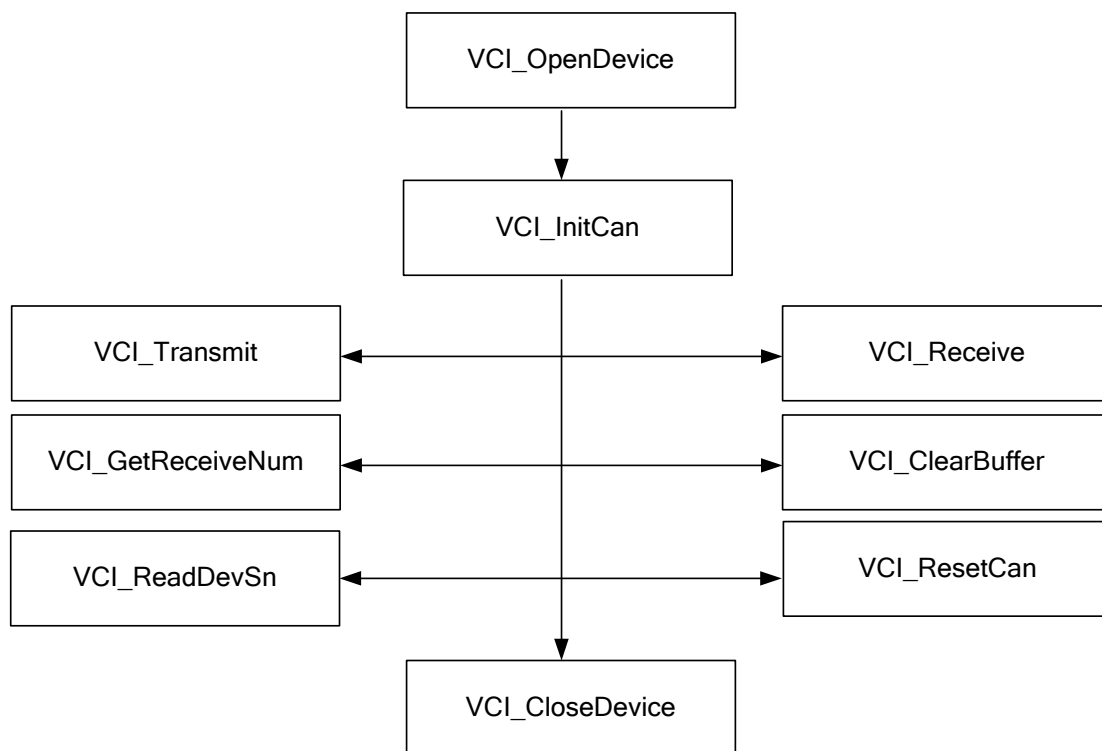 VCI_OpenDevice
VCI_InitCan
VCI_Transmit
VCI_Receive
VCI_GetReceiveNum
VCI_ClearBuffer
VCI_ReadDevSn
VCI_ResetCan
VCI_CloseDevice